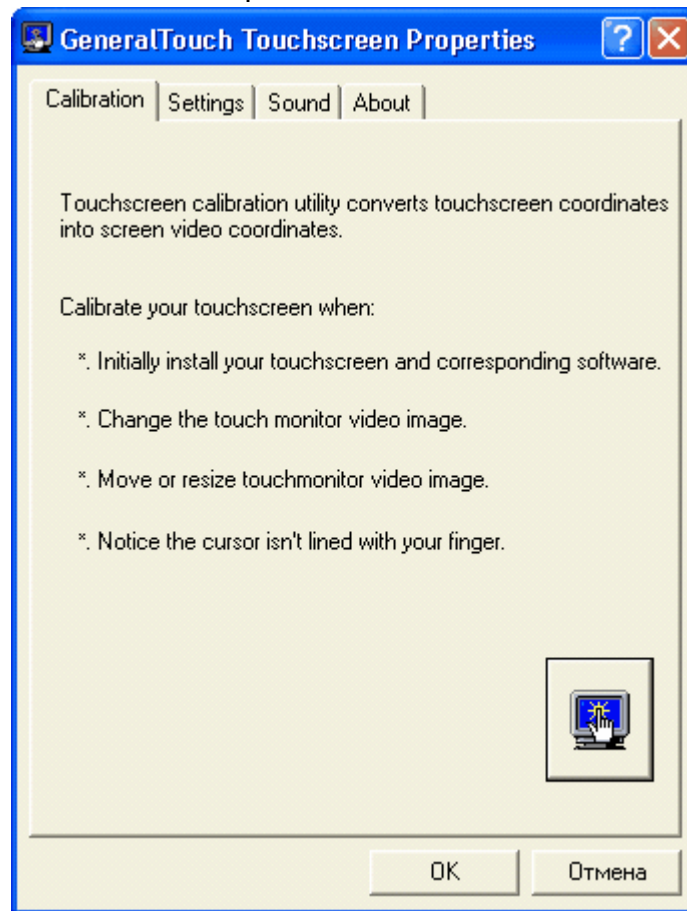 GeneralTouch Touchscreen Properties
Calibration Settings Sound About
Touchscreen calibration utility converts touchscreen coordinates
into screen video coordinates.
Calibrate your touchscreen when:
*. Initially install your touchscreen and corresponding software.
*. Change the touch monitor video image.
*. Move or resize touchmonitor video image.
*. Notice the cursor isn't lined with your finger.
OK Отмена